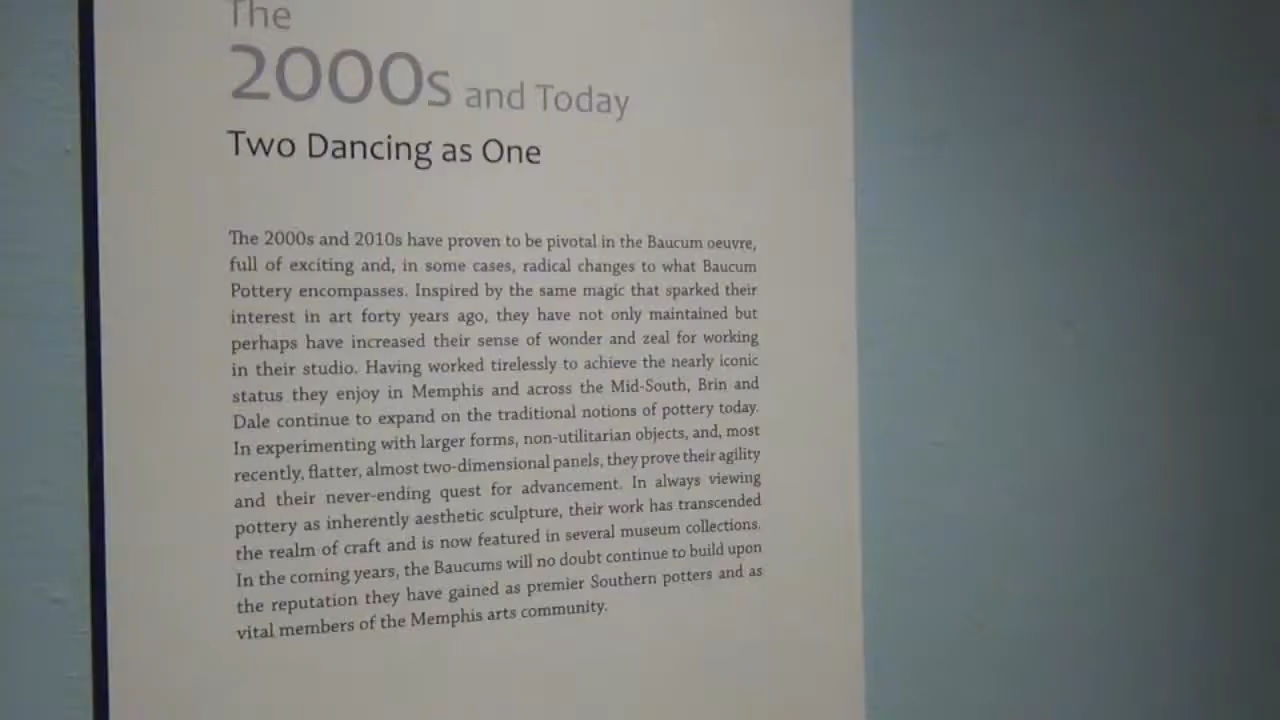 The
2000s and Today
Two Dancing as One
The 2000s and 2010s have proven to be pivotal in the Baucum oeuvre,
full of exciting and, in some cases, radical changes to what Baucum
Pottery encompasses. Inspired by the same magic that sparked their
interest in art forty years ago, they have not only maintained but
perhaps have increased their sense of wonder and zeal for working
in their studio. Having worked tirelessly to achieve the nearly iconic
status they enjoy in Memphis and across the Mid-South, Brin and
Dale continue to expand on the traditional notions of pottery today.
In experimenting with larger forms, non-utilitarian objects, and, most
recently, flatter, almost two-dimensional panels, they prove their agility
and their never-ending quest for advancement. In always viewing
pottery as inherently aesthetic sculpture, their work has transcended
the realm of craft and is now featured in several museum collections.
In the coming years, the Baucums will no doubt continue to build upon
the reputation they have gained as premier Southern potters and as
vital members of the Memphis arts community.